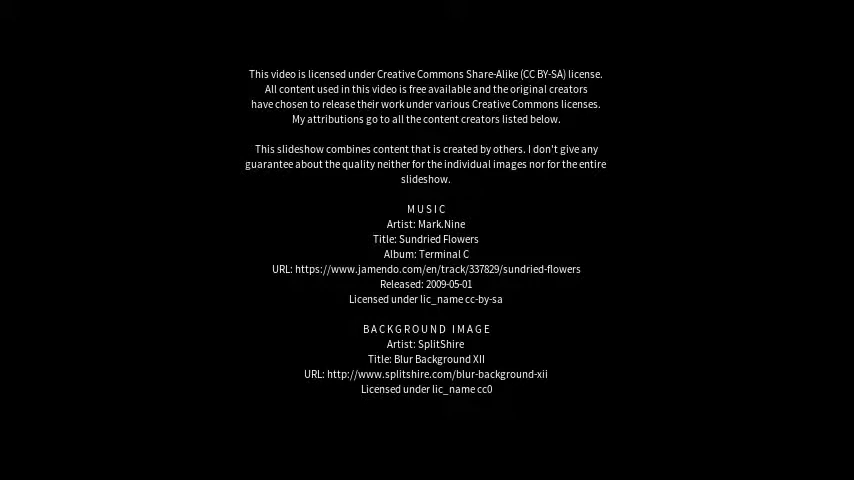 This video is licensed under Creative Commons Share-Alike (CC BY-SA) license.
All content used in this video is free available and the original creators
have chosen to release their work under various Creative Commons licenses.
My attributions go to all the content creators listed below.
This slideshow combines content that is created by others. I don't give any
guarantee about the quality neither for the individual images nor for the entire
slideshow.
MUSIC
Artist: Mark.Nine
Title: Sundried Flowers
Album: Terminal C
URL: https://www.jamendo.com/en/track/337829/sundried-flowers
Released: 2009-05-01
Licensed under lic_name cc-by-sa
BACKGROUND IMAGE
Artist: SplitShire
Title: Blur Background XII
URL: http://www.splitshire.com/blur-background-xii
Licensed under lic_name cc0